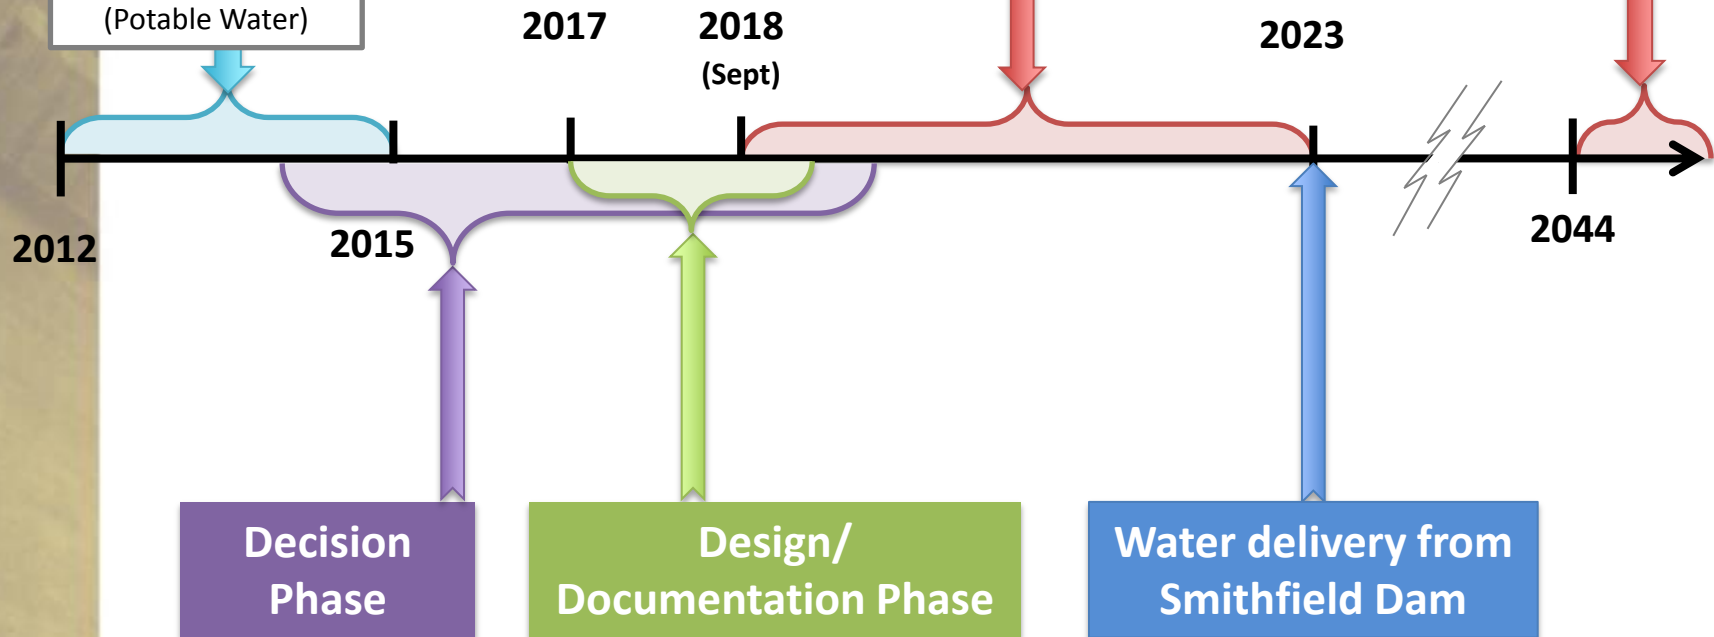 (Potable Water)
2017
2018
(Sept)
2023
2012
2015
2044
Decision
Phase
Design/
Documentation Phase
Water delivery from
Smithfield Dam